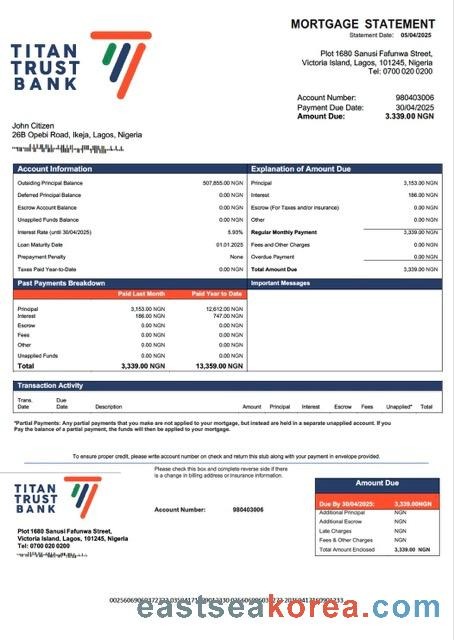 TITAN
TRUST
BANK
MORTGAGE STATEMENT
Statement Date: 05/04/2025
Plot 1680 Sanusi Fafunwa Street,
Victoria Island, Lagos, 101245, Nigeria
Tel: 0700 020 0200
Account Number: 980403006
Payment Due Date: 30/04/2025
Amount Due: 3.339.00 NGN
John Citizen
26B Opebi Road, Ikeja, Lagos, Nigeria
Account Information
Outsiding Principal Balance 507,855.00 NGN
Deferred Principal Balance 0.00 NGN
Escrow Account Balance 0.00 NGN
Unapplied Funds Balance 0.00 NGN
Interest Rate (until 30/04/2025) 5.93%
Loan Maturity Date 01.01.2025
Prepayment Penalty None
Taxes Paid Year-to-Date 0.00 NGN
Explanation of Amount Due
Principal 3,153.00 NGN
Interest 186.00 NGN
Escrow (For Taxes and/or insurance) 0.00 NGN
Other 0.00 NGN
Regular Monthly Payment 3,339.00 NGN
Fees and Other Charges 0.00 NGN
Overdue Payment 0.00 NGN
Total Amount Due 3,339.00 NGN
Past Payments Breakdown
Paid Last Month Paid Year to Date
Principal 3,153.00 NGN 12,612.00 NGN
Interest 186.00 NGN 747.00 NGN
Escrow 0.00 NGN 0.00 NGN
Fees 0.00 NGN 0.00 NGN
Other 0.00 NGN 0.00 NGN
Unapplied Funds 0.00 NGN 0.00 NGN
Total 3,339.00 NGN 13,359.00 NGN
Important Messages
Transaction Activity
Trans. Date Due Date Description Amount Principal Interest Escrow Fees Unapplied* Total
*Partial Payments: Any partial payments that you make are not applied to your mortgage, but instead are held in a separate unapplied account. If you
Pay the balance of a partial payment, the funds will then be applied to your mortgage.
To ensure proper credit, please write account number on check and return this stub along with your payment in envelope provided.
TITAN
TRUST
BANK
Plot 1680 Sanusi Fafunwa Street,
Victoria Island, Lagos, 101245, Nigeria
Tel: 0700 020 0200
Please check this box and complete reverse side if there
is a change in billing address or insurance information.
Account Number: 980403006
Amount Due
Due By 30/04/2025: 3,339.00NGN
Additional Principal NGN
Additional Escrow NGN
Late Charges NGN
Fees & Other Charges NGN
Total Amount Enclosed 3,339.00 NGN
eastseakorea.com